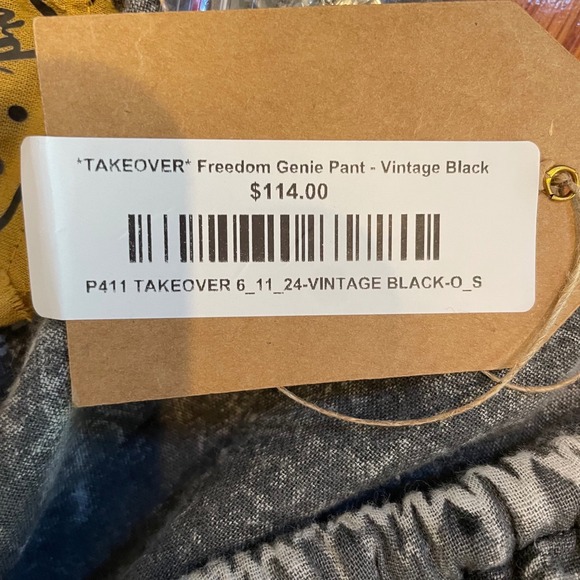 *TAKEOVER* Freedom Genie Pant - Vintage Black
$114.00
P411 TAKEOVER 6_11_24-VINTAGE BLACK-O_S